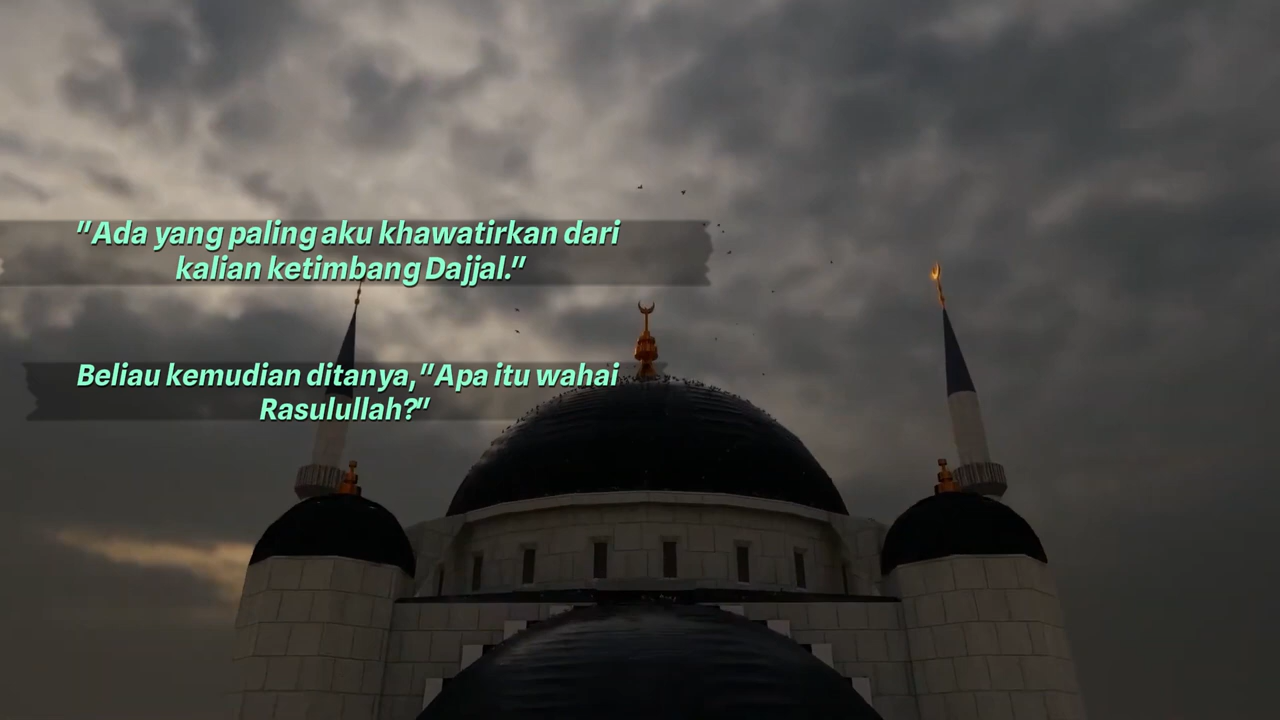 "Ada yang paling aku khawatirkan dari
kalian ketimbang Dajjal."
Beliau kemudian ditanya, "Apa itu wahai
Rasulullah?"